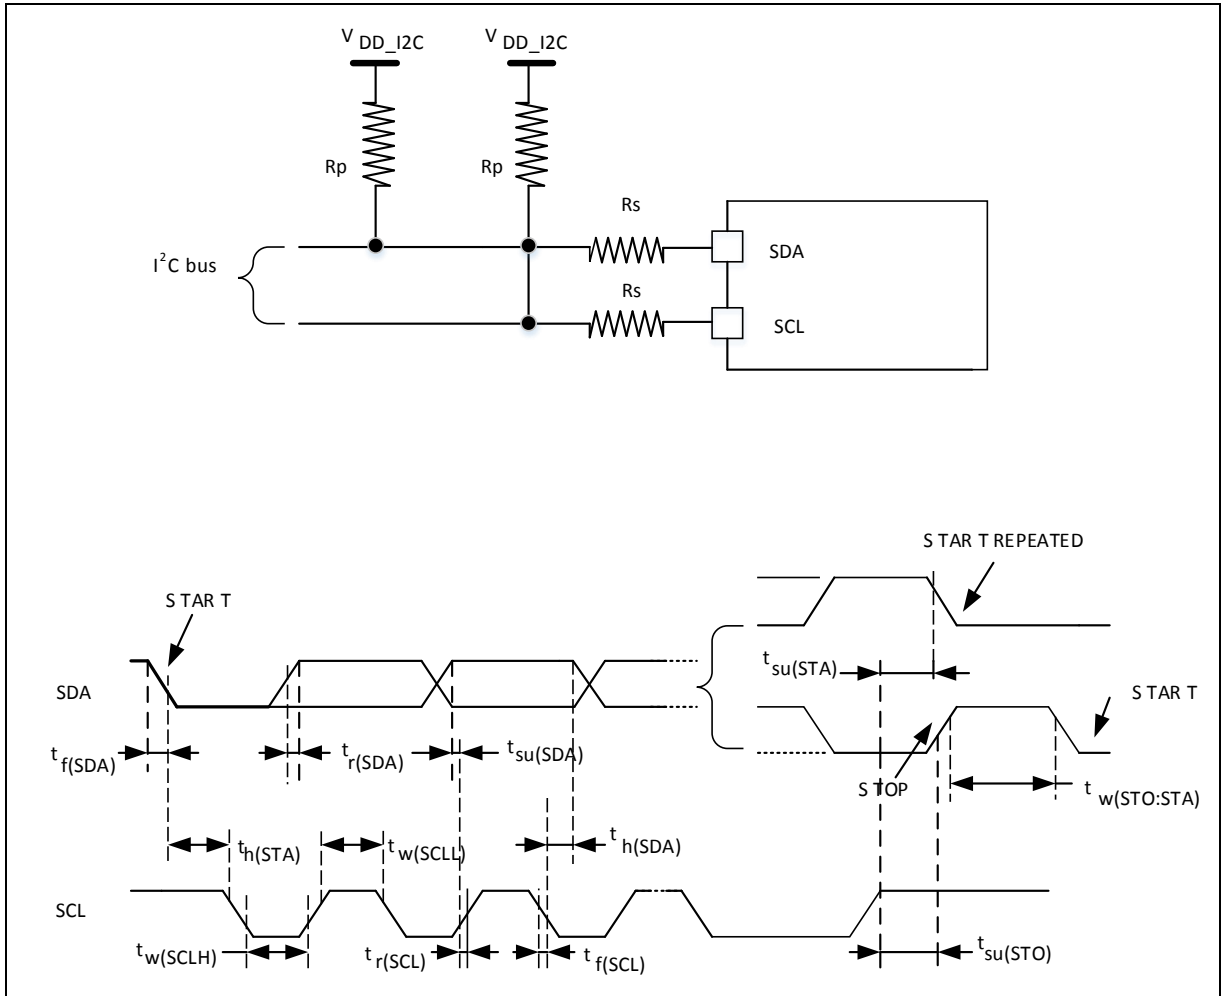 V DD_I2C V DD_I2C
Rp Rp
Rs
SDA
I²C bus
Rs
SCL
S TAR T REPEATED
S TAR T
t su(STA)
SDA
S TAR T
t f(SDA) t r(SDA) t su(SDA)
S TOP
t w(STO:STA)
t h(STA) t w(SCLL) t h(SDA)
SCL
t w(SCLH) t r(SCL) t f(SCL) t su(STO)